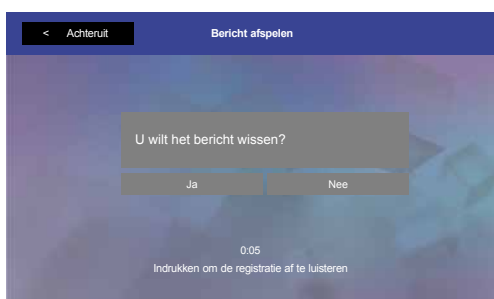 < Achteruit Bericht afspelen
U wilt het bericht wissen?
Ja Nee
0:05
Indrukken om de registratie af te luisteren